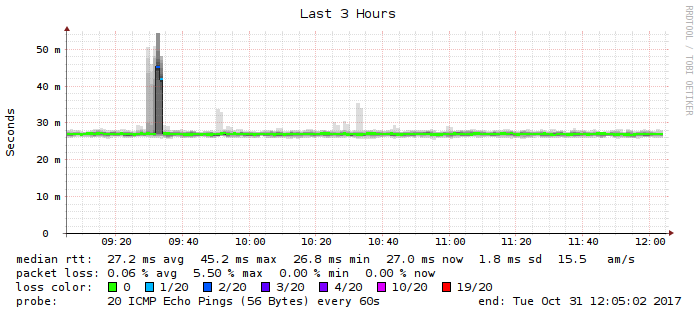 Last 3 Hours
RRDTOOL / TOBI OETIKER
Seconds
50 m
40 m
30 m
20 m
10 m
0
09:20 09:40 10:00 10:20 10:40 11:00 11:20 11:40 12:00
median rtt: 27.2 ms avg 45.2 ms max 26.8 ms min 27.0 ms now 1.8 ms sd 15.5 am/s
packet loss: 0.06 % avg 5.50 % max 0.00 % min 0.00 % now
loss color: 0 1/20 2/20 3/20 4/20 10/20 19/20
probe: 20 ICMP Echo Pings (56 Bytes) every 60s end: Tue Oct 31 12:05:02 2017